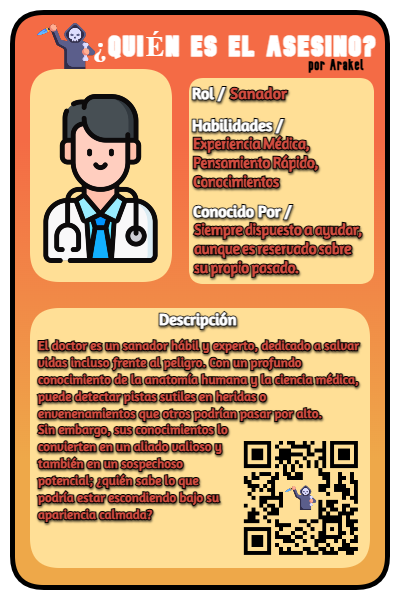 ¿QUIÉN ES EL ASESINO?
por Arakel
Rol / Sanador
Habilidades /
Experiencia Médica,
Pensamiento Rápido,
Conocimientos
Conocido Por /
Siempre dispuesto a ayudar,
aunque es reservado sobre
su propio pasado.
Descripción
El doctor es un sanador hábil y experto, dedicado a salvar
vidas incluso frente al peligro. Con un profundo
conocimiento de la anatomía humana y la ciencia médica,
puede detectar pistas sutiles en heridas o
envenenamientos que otros podrían pasar por alto.
Sin embargo, sus conocimientos lo
convierten en un aliado valioso y
también en un sospechoso
potencial; ¿quién sabe lo que
podría estar escondiendo bajo su
apariencia calmada?